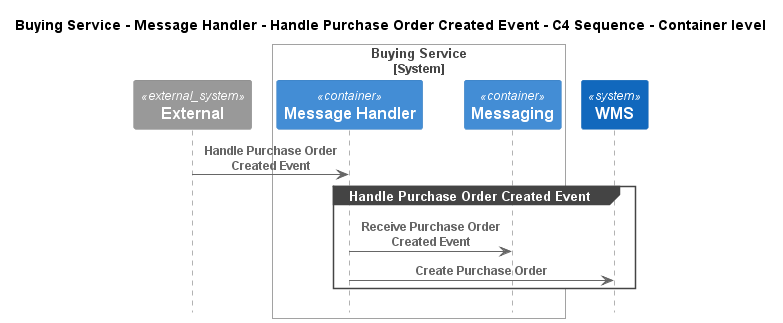 Buying Service - Message Handler - Handle Purchase Order Created Event - C4 Sequence - Container level
Buying Service
[System]
«external_system»
External
«container»
Message Handler
«container»
Messaging
«system»
WMS
Handle Purchase Order
Created Event
Handle Purchase Order Created Event
Receive Purchase Order
Created Event
Create Purchase Order